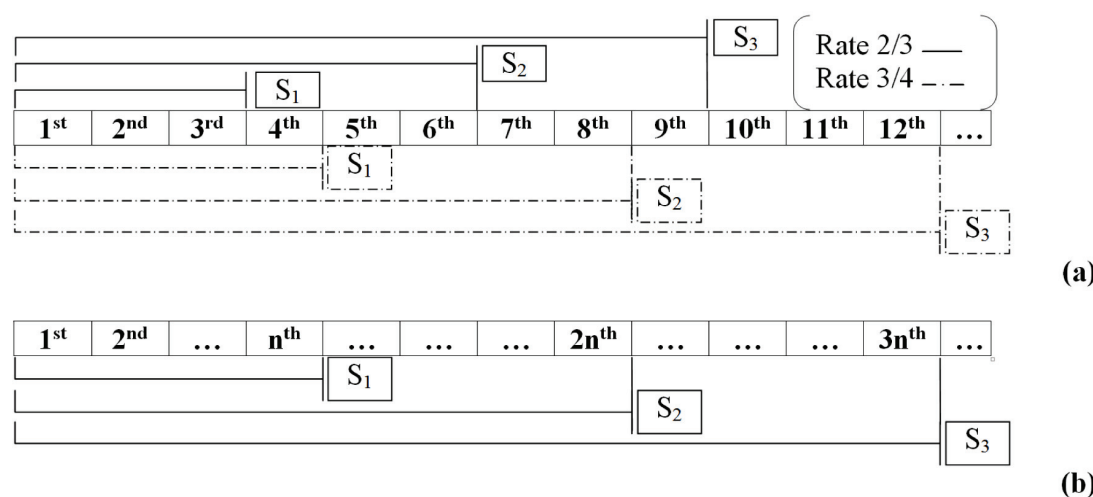 S₃
Rate 2/3
S₂
Rate 3/4
S₁
1ˢᵗ 2ⁿᵈ 3ʳᵈ 4ᵗʰ 5ᵗʰ 6ᵗʰ 7ᵗʰ 8ᵗʰ 9ᵗʰ 10ᵗʰ 11ᵗʰ 12ᵗʰ ...
S₁
S₂
S₃
(a)
1ˢᵗ 2ⁿᵈ ... nᵗʰ ... ... ... 2nᵗʰ ... ... ... 3nᵗʰ ...
S₁
S₂
S₃
(b)